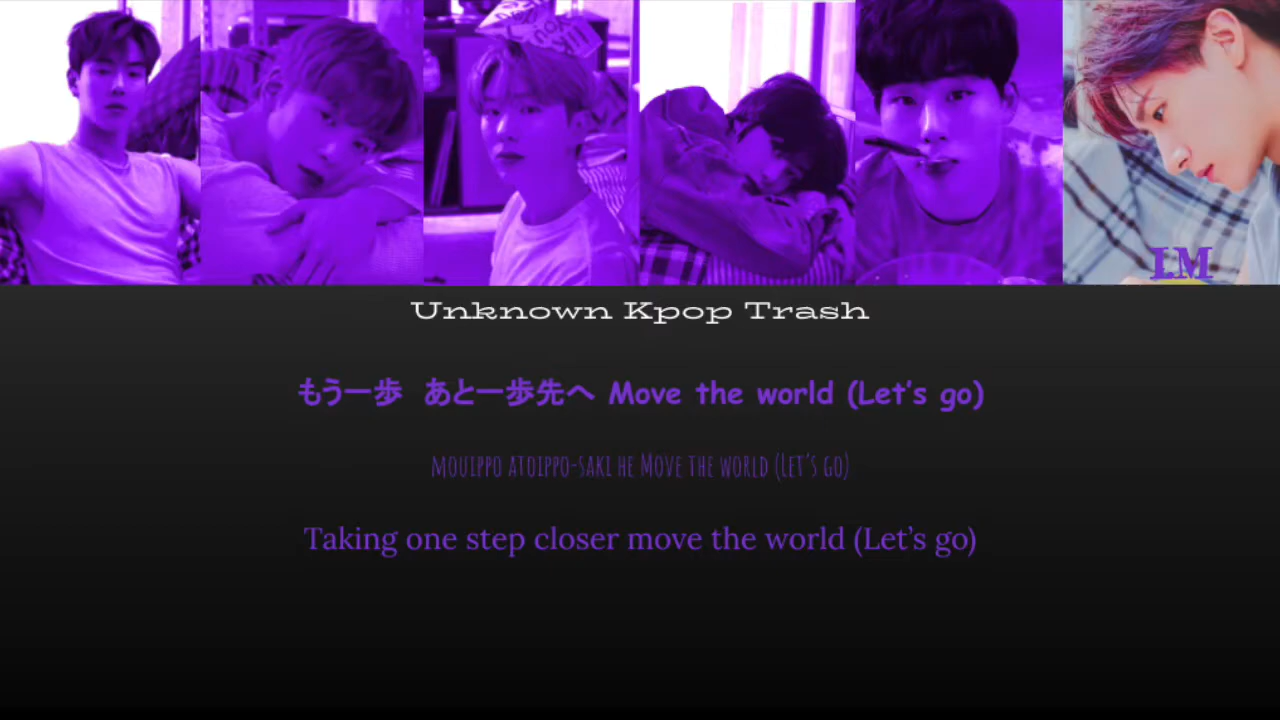 LM
Unknown Kpop Trash
もう一歩 あと一歩先へ Move the world (Let's go)
mouippo atoippo-saki he Move the world (Let's go)
Taking one step closer move the world (Let's go)